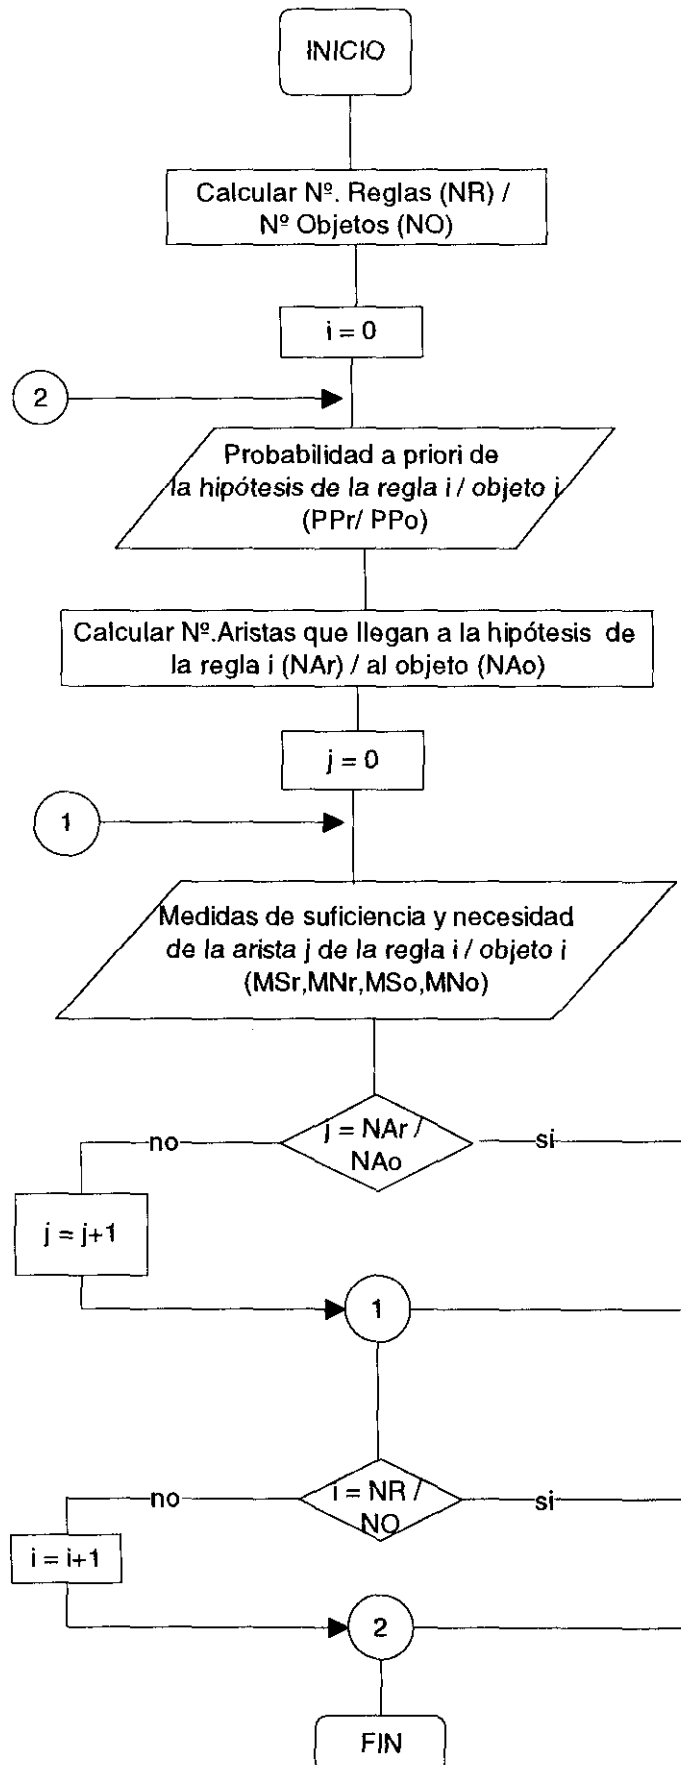 INICIO
Calcular Nº. Reglas (NR) /
Nº Objetos (NO)
i = 0
2
Probabilidad a priori de
la hipótesis de la regla i / objeto i
(PPr/ PPo)
Calcular Nº.Aristas que llegan a la hipótesis de
la regla i (NAr) / al objeto (NAo)
j = 0
1
Medidas de suficiencia y necesidad
de la arista j de la regla i / objeto i
(MSr,MNr,MSo,MNo)
no
j = NAr /
NAo
si
j = j+1
1
no
i = NR /
NO
si
i = i+1
2
FIN